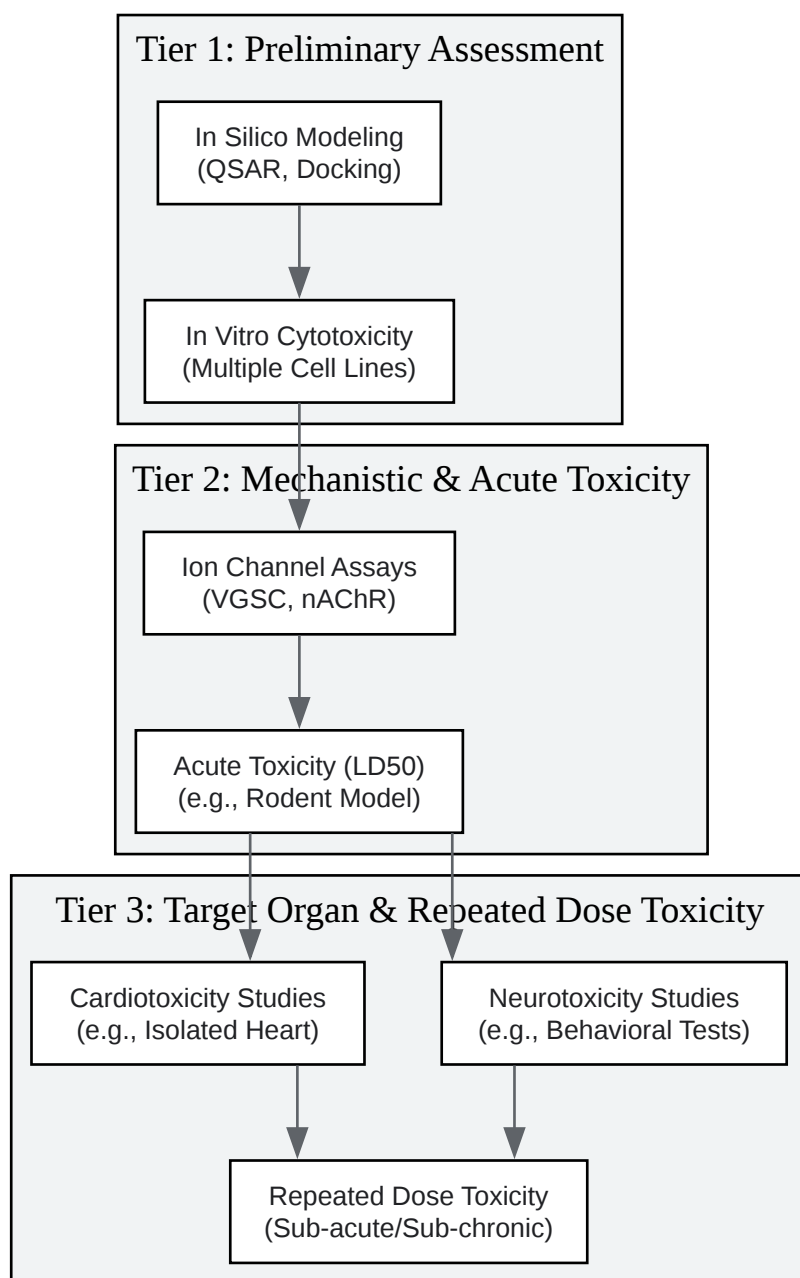 Tier 1: Preliminary Assessment
In Silico Modeling
(QSAR, Docking)
In Vitro Cytotoxicity
(Multiple Cell Lines)
Tier 2: Mechanistic & Acute Toxicity
Ion Channel Assays
(VGSC, nAChR)
Acute Toxicity (LD50)
(e.g., Rodent Model)
Tier 3: Target Organ & Repeated Dose Toxicity
Cardiotoxicity Studies
(e.g., Isolated Heart)
Neurotoxicity Studies
(e.g., Behavioral Tests)
Repeated Dose Toxicity
(Sub-acute/Sub-chronic)